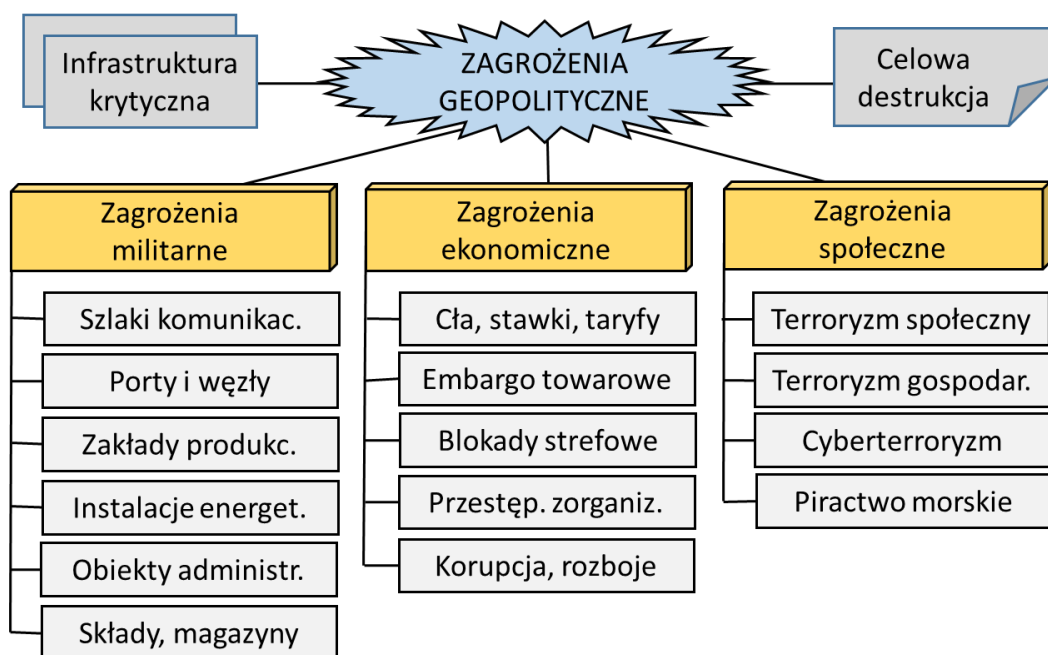 Infrastruktura
krytyczna
ZAGROŻENIA
GEOPOLITYCZNE
Celowa
destrukcja
Zagrożenia
militarne
Szlaki komunikac.
Porty i węzły
Zakłady produkc.
Instalacje energet.
Obiekty administr.
Składy, magazyny
Zagrożenia
ekonomiczne
Cła, stawki, taryfy
Embargo towarowe
Blokady strefowe
Przestęp. zorganiz.
Korupcja, rozboje
Zagrożenia
społeczne
Terroryzm społeczny
Terroryzm gospodar.
Cyberterroryzm
Piractwo morskie